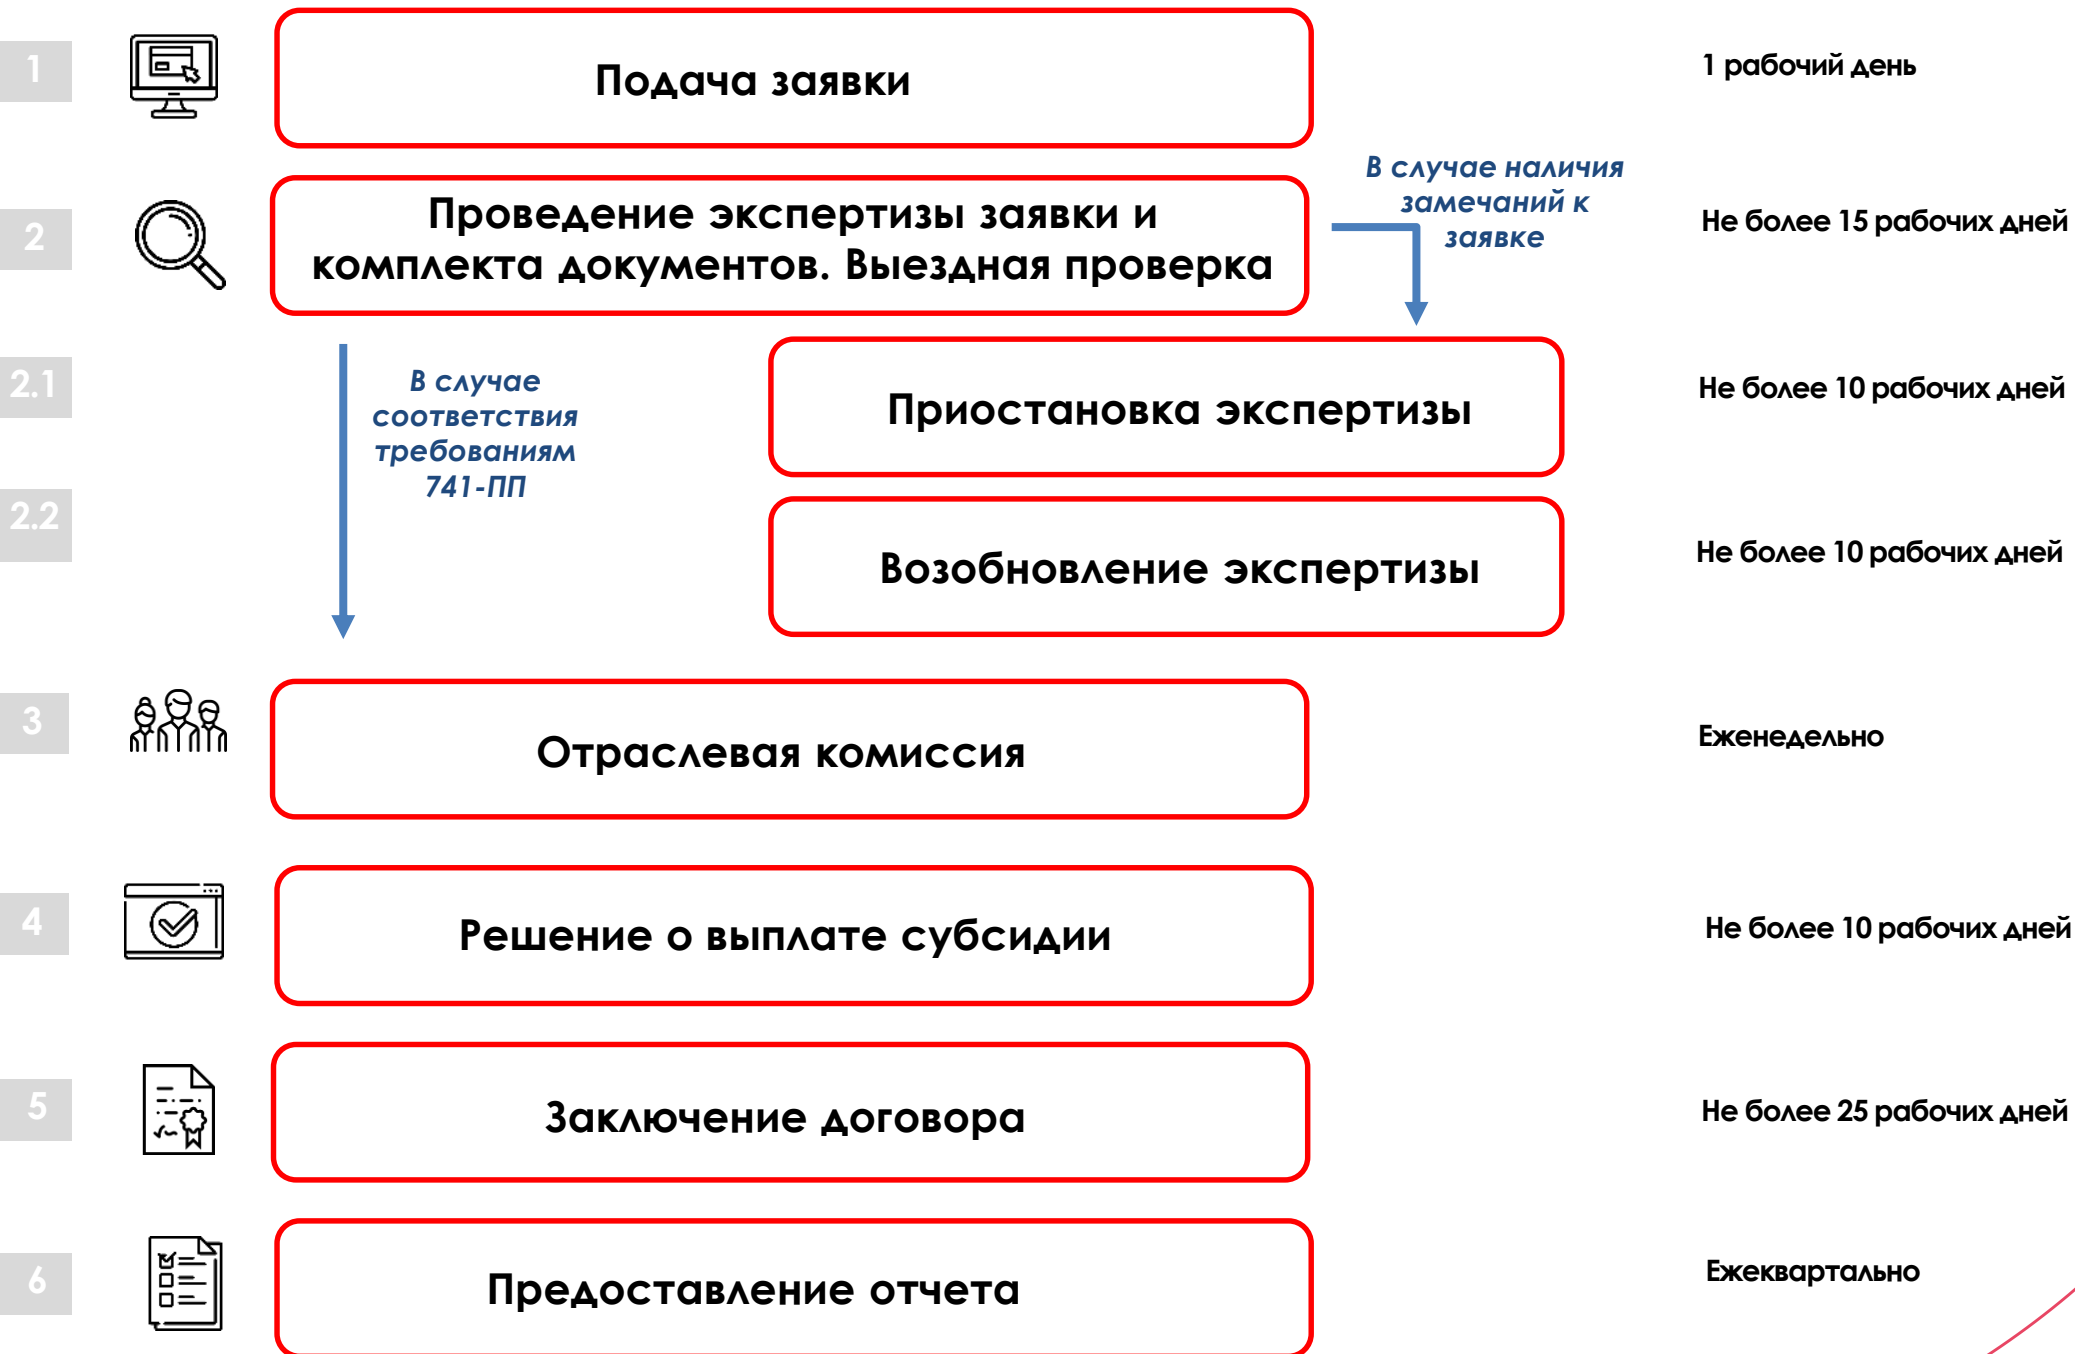 1
Подача заявки
1 рабочий день
В случае наличия
замечаний к
заявке
2
Проведение экспертизы заявки и
комплекта документов. Выездная проверка
Не более 15 рабочих дней
2.1
В случае
соответствия
требованиям
741-ПП
Приостановка экспертизы
Не более 10 рабочих дней
2.2
Возобновление экспертизы
Не более 10 рабочих дней
3
Отраслевая комиссия
Еженедельно
4
Решение о выплате субсидии
Не более 10 рабочих дней
5
Заключение договора
Не более 25 рабочих дней
6
Предоставление отчета
Ежеквартально